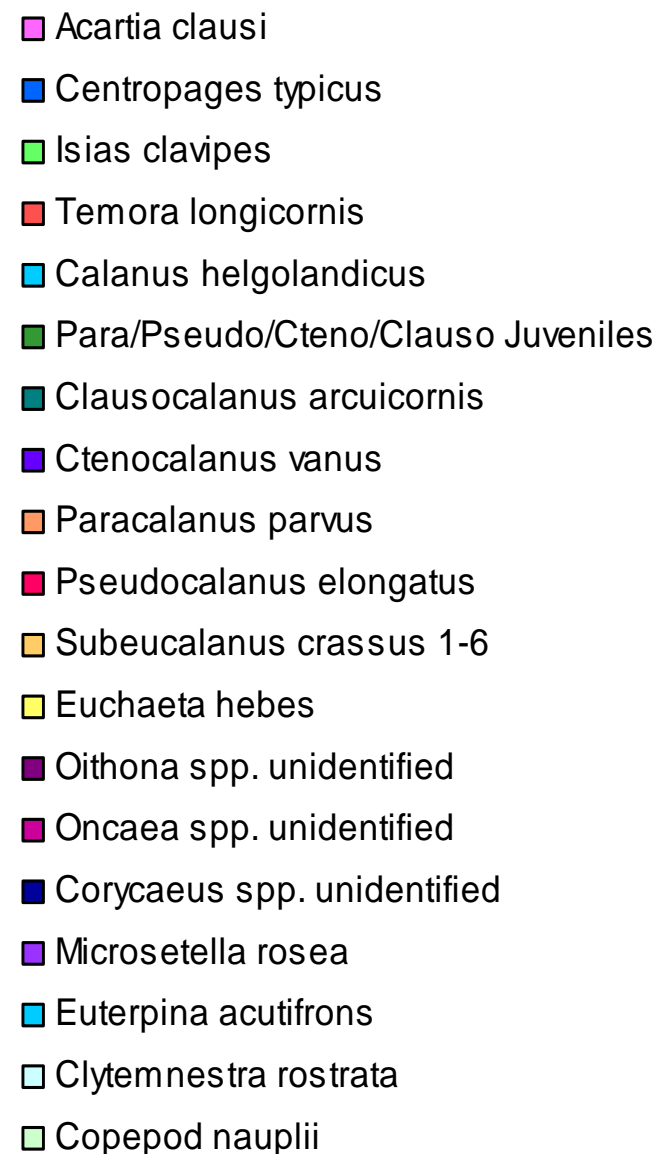 Acartia clausi
Centropages typicus
Isias clavipes
Temora longicornis
Calanus helgolandicus
Para/Pseudo/Cteno/Clauso Juveniles
Clausocalanus arcuicornis
Ctenocalanus vanus
Paracalanus parvus
Pseudocalanus elongatus
Subeucalanus crassus 1-6
Euchaeta hebes
Oithona spp. unidentified
Oncaea spp. unidentified
Corycaeus spp. unidentified
Microsetella rosea
Euterpina acutifrons
Clytemnestra rostrata
Copepod nauplii